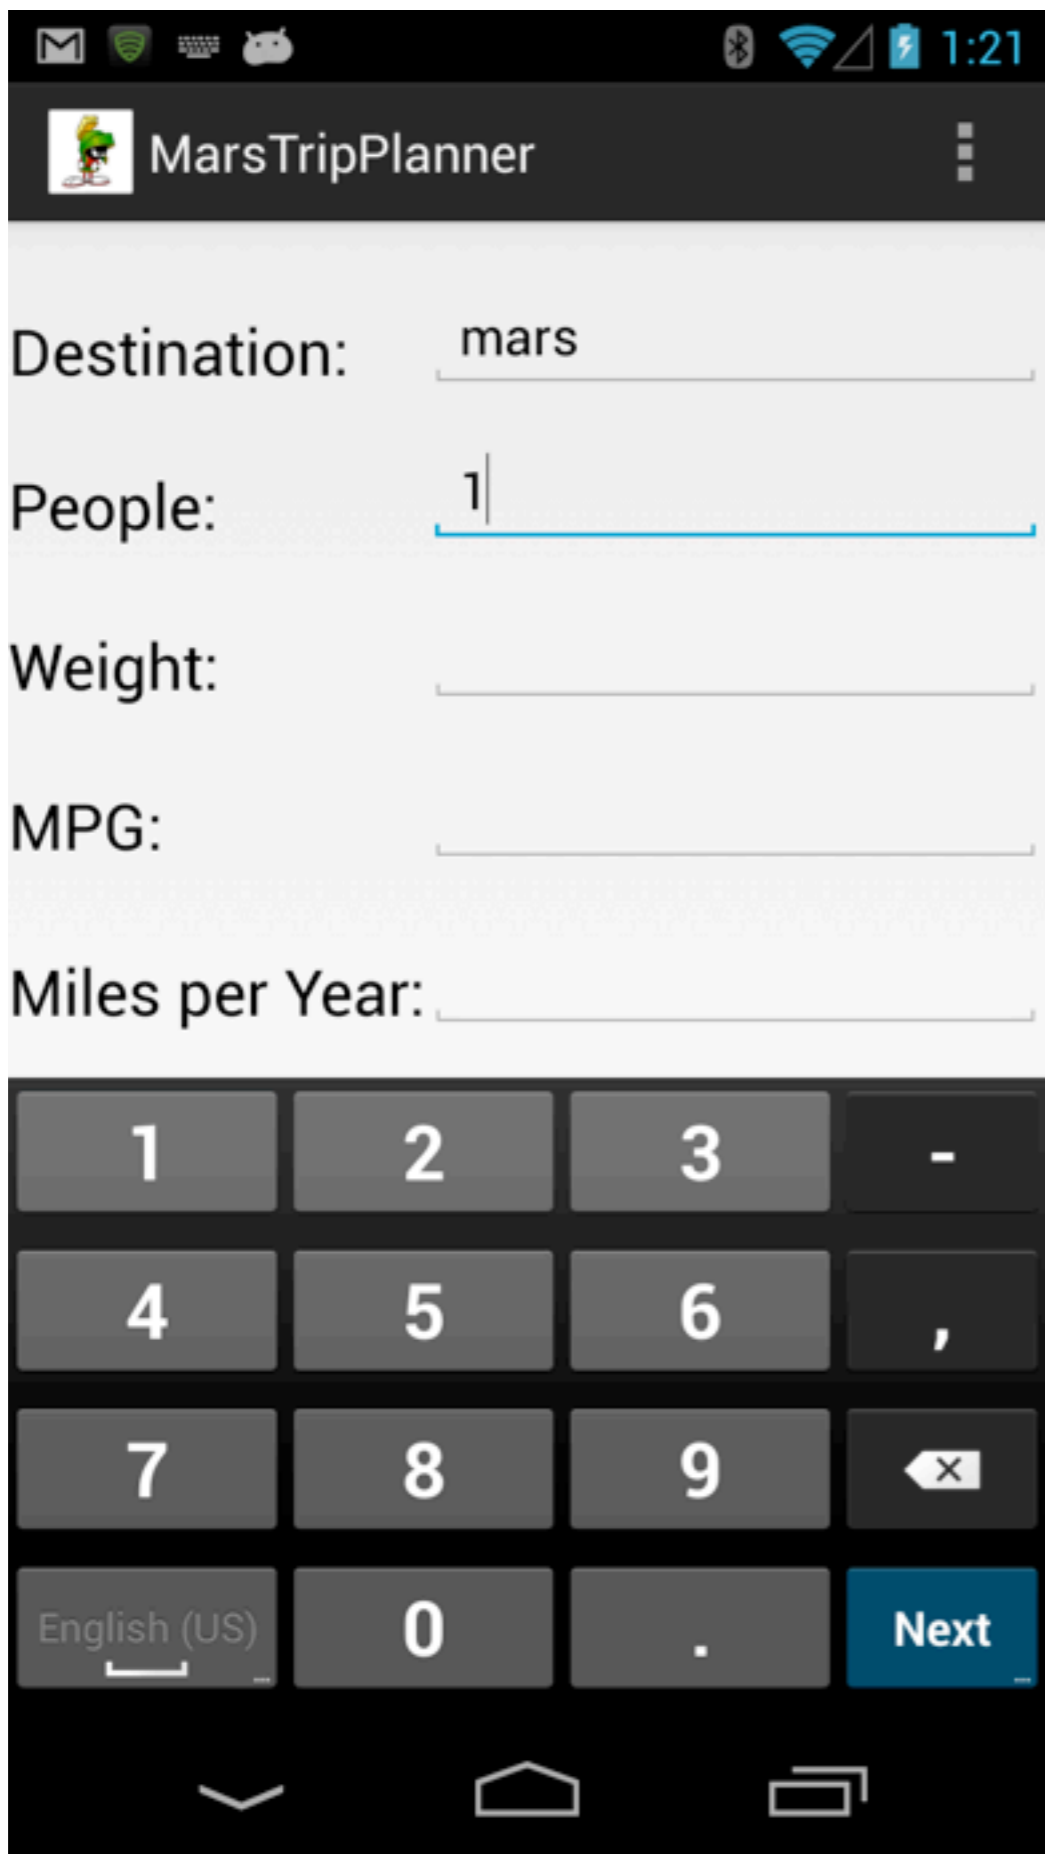 1:21
MarsTripPlanner
Destination: mars
People: 1
Weight:
MPG:
Miles per Year:
1 2 3 -
4 5 6 ,
7 8 9
English (US) 0 . Next